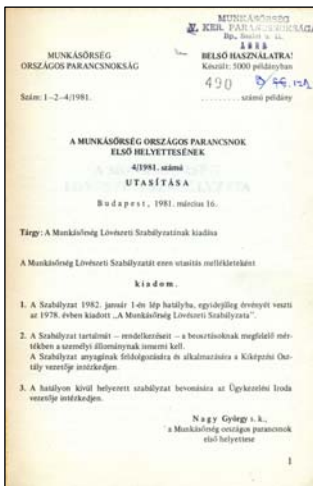 MUNKÁSŐRSÉG
V. KER. PARANCSNOKSÁGA
MUNKÁSŐRSÉG
ORSZÁGOS PARANCSNOKSÁG
BELSŐ HASZNÁLATRA!
Készült: 5000 példányban
490
Szám: 1–2–4/1981.
......... számú példány
A MUNKÁSŐRSÉG ORSZÁGOS PARANCSNOK
ELSŐ HELYETTESÉNEK
4/1981. számú
UTASÍTÁSA
Budapest, 1981. március 16.
Tárgy: A Munkásőrség Lövészeti Szabályzatának kiadása
A Munkásőrség Lövészeti Szabályzatát ezen utasítás mellékleteként
kiadom.
1. A Szabályzat 1982. január 1-én lép hatályba, egyidejűleg érvényét veszti
az 1978. évben kiadott „A Munkásőrség Lövészeti Szabályzata”.
2. A Szabályzat tartalmát – rendelkezéseit – a beosztásoknak megfelelő mér-
tékben a személyi állománynak ismerni kell.
A Szabályzat anyagának feldolgozására és alkalmazására a Kiképzési Osz-
tály vezetője intézkedjen.
3. A hatályon kívül helyezett szabályzat bevonására az Ügykezelési Iroda
vezetője intézkedjen.
Nagy György s. k.,
a Munkásőrség országos parancsnok
első helyettese
1